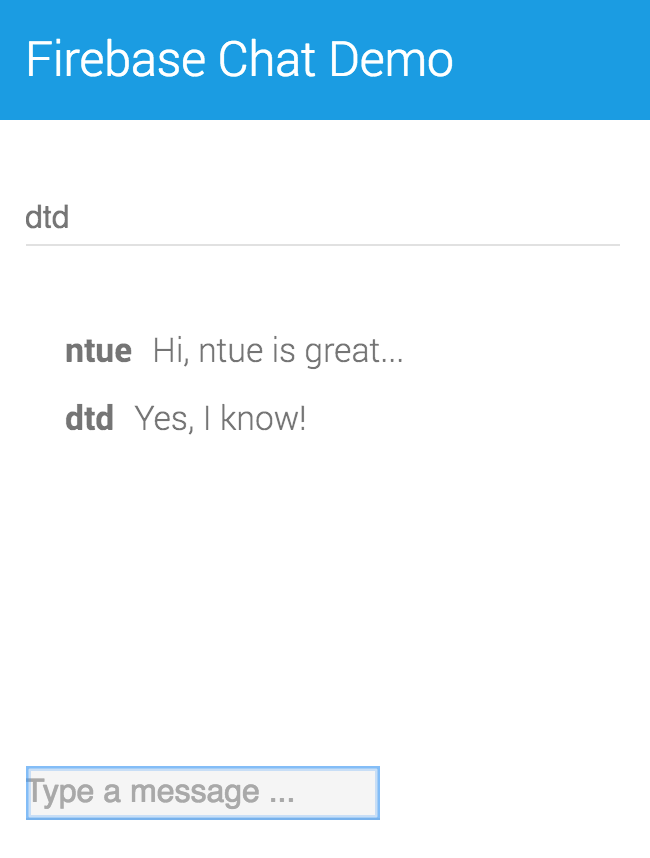 Firebase Chat Demo
dtd
ntue Hi, ntue is great...
dtd Yes, I know!
Type a message ...